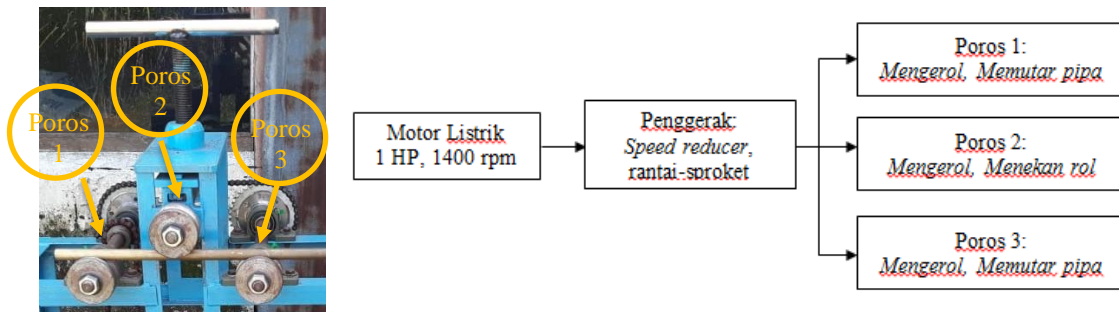 Poros
1
Poros
2
Poros
3
Motor Listrik
1 HP, 1400 rpm
Penggerak:
Speed reducer,
rantai-sproket
Poros 1:
Mengerol, Memutar pipa
Poros 2:
Mengerol, Menekan rol
Poros 3:
Mengerol, Memutar pipa